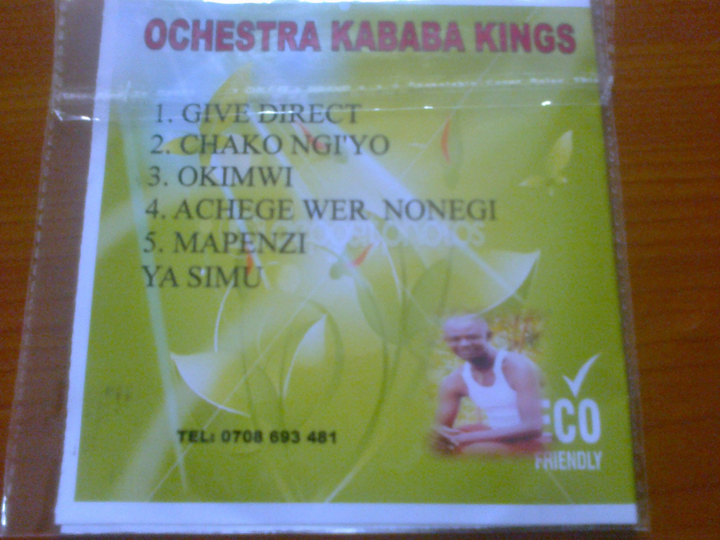 OCHESTRA KABABA KINGS
1. GIVE DIRECT
2. CHAKO NGI'YO
3. OKIMWI
4. ACHEGE WER NONEGI
5. MAPENZI
YA SIMU
TEL: 0708 693 481
ECO
FRIENDLY